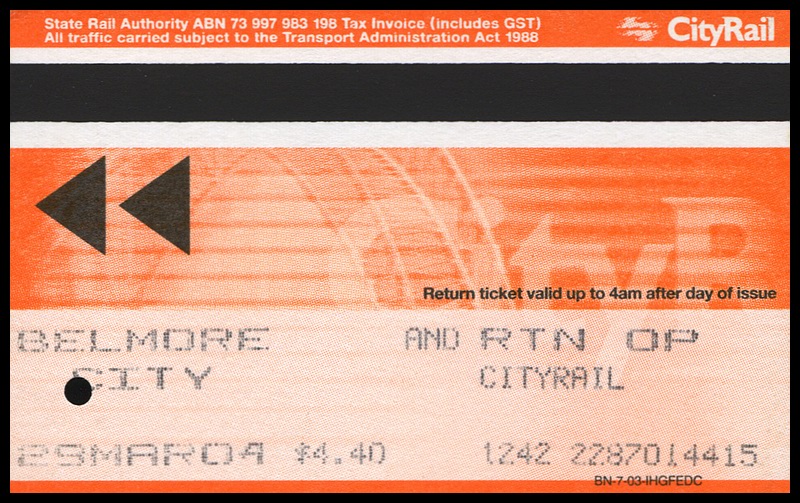 State Rail Authority ABN 73 997 983 198 Tax Invoice (includes GST)
All traffic carried subject to the Transport Administration Act 1988
CityRail
CityR
Return ticket valid up to 4am after day of issue
BELMORE AND RTN OP
CITY CITYRAIL
29MAR04 $4.40 1242 2287014415
BN-7-03-IHGFEDC